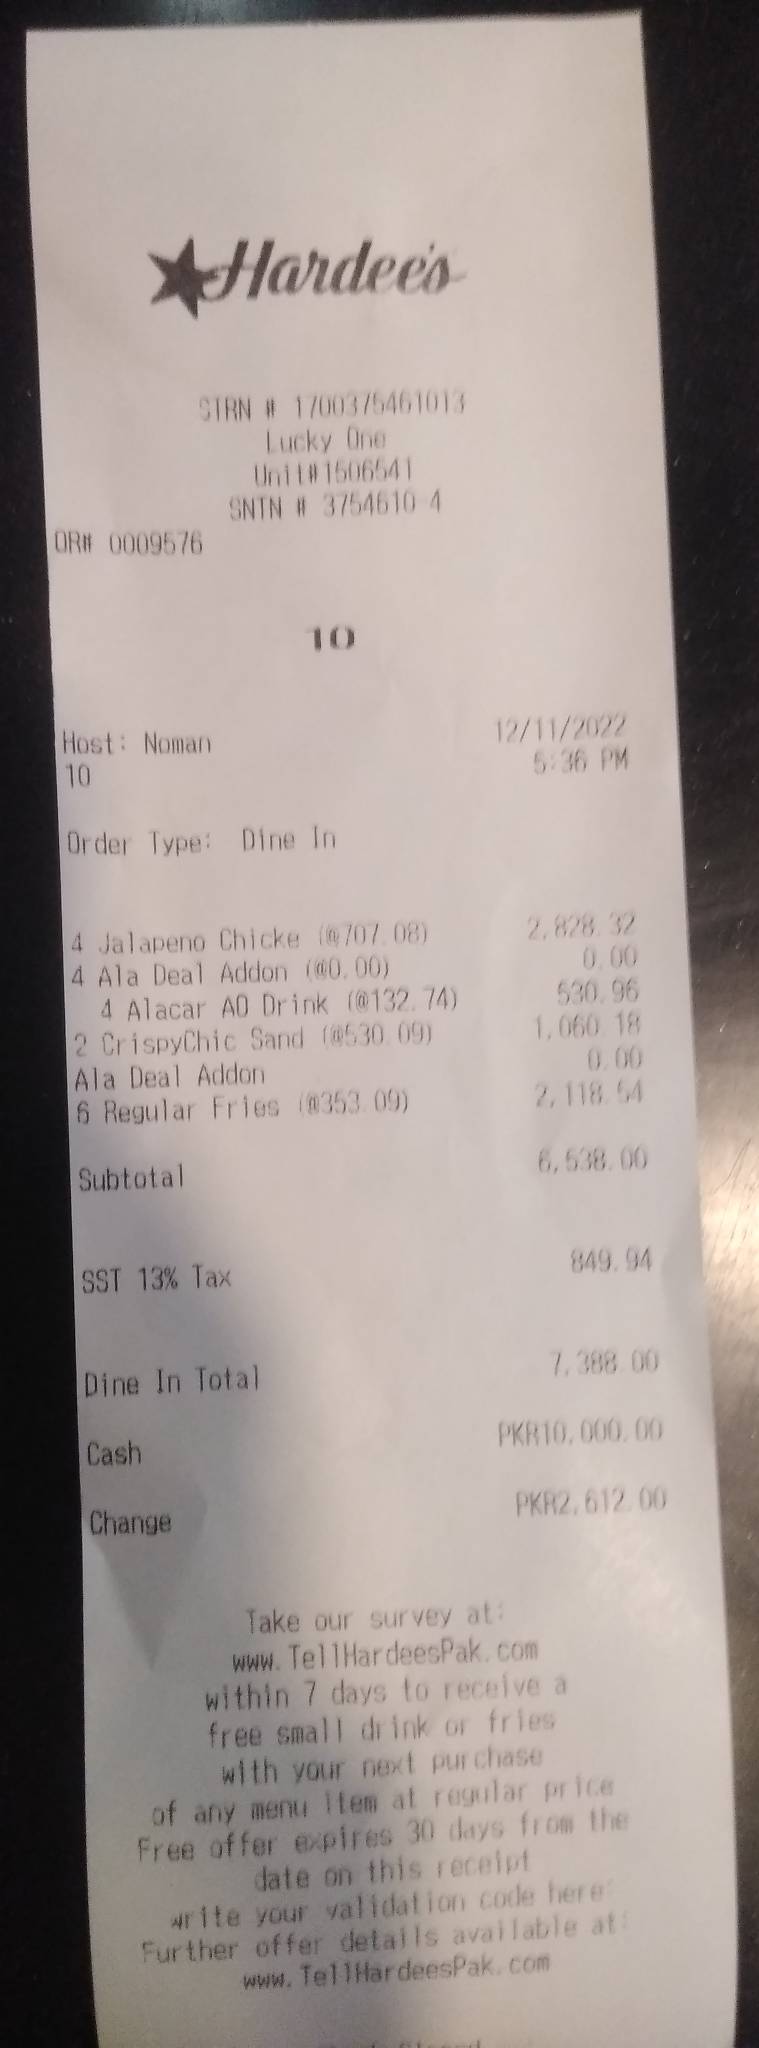 Hardee's
STRN # 1700375461013
Lucky One
Unit#1506541
SNTN # 3754610-4
OR# 0009576
10
Host: Noman 12/11/2022
10 5:36 PM
Order Type: Dine In
4 Jalapeno Chicke (@707.08) 2,828.32
4 Ala Deal Addon (@0.00) 0.00
4 Alacar AO Drink (@132.74) 530.96
2 CrispyChic Sand (@530.09) 1,060.18
Ala Deal Addon 0.00
6 Regular Fries (@353.09) 2,118.54
Subtotal 6,538.00
SST 13% Tax 849.94
Dine In Total 7,388.00
Cash PKR10,000.00
Change PKR2,612.00
Take our survey at:
www.TellHardeesPak.com
within 7 days to receive a
free small drink or fries
with your next purchase
of any menu item at regular price
Free offer expires 30 days from the
date on this receipt
write your validation code here:
Further offer details available at:
www.TellHardeesPak.com